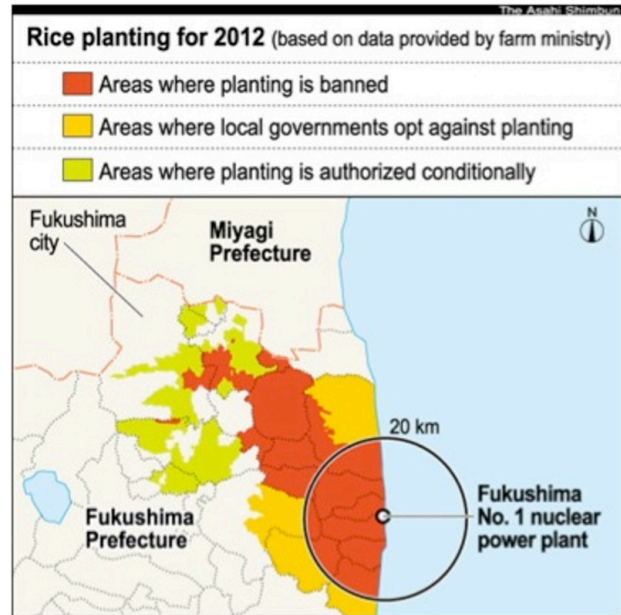 The Asahi Shimbun
Rice planting for 2012 (based on data provided by farm ministry)
Areas where planting is banned
Areas where local governments opt against planting
Areas where planting is authorized conditionally
Fukushima
city
Miyagi
Prefecture
N
20 km
Fukushima
No. 1 nuclear
power plant
Fukushima
Prefecture